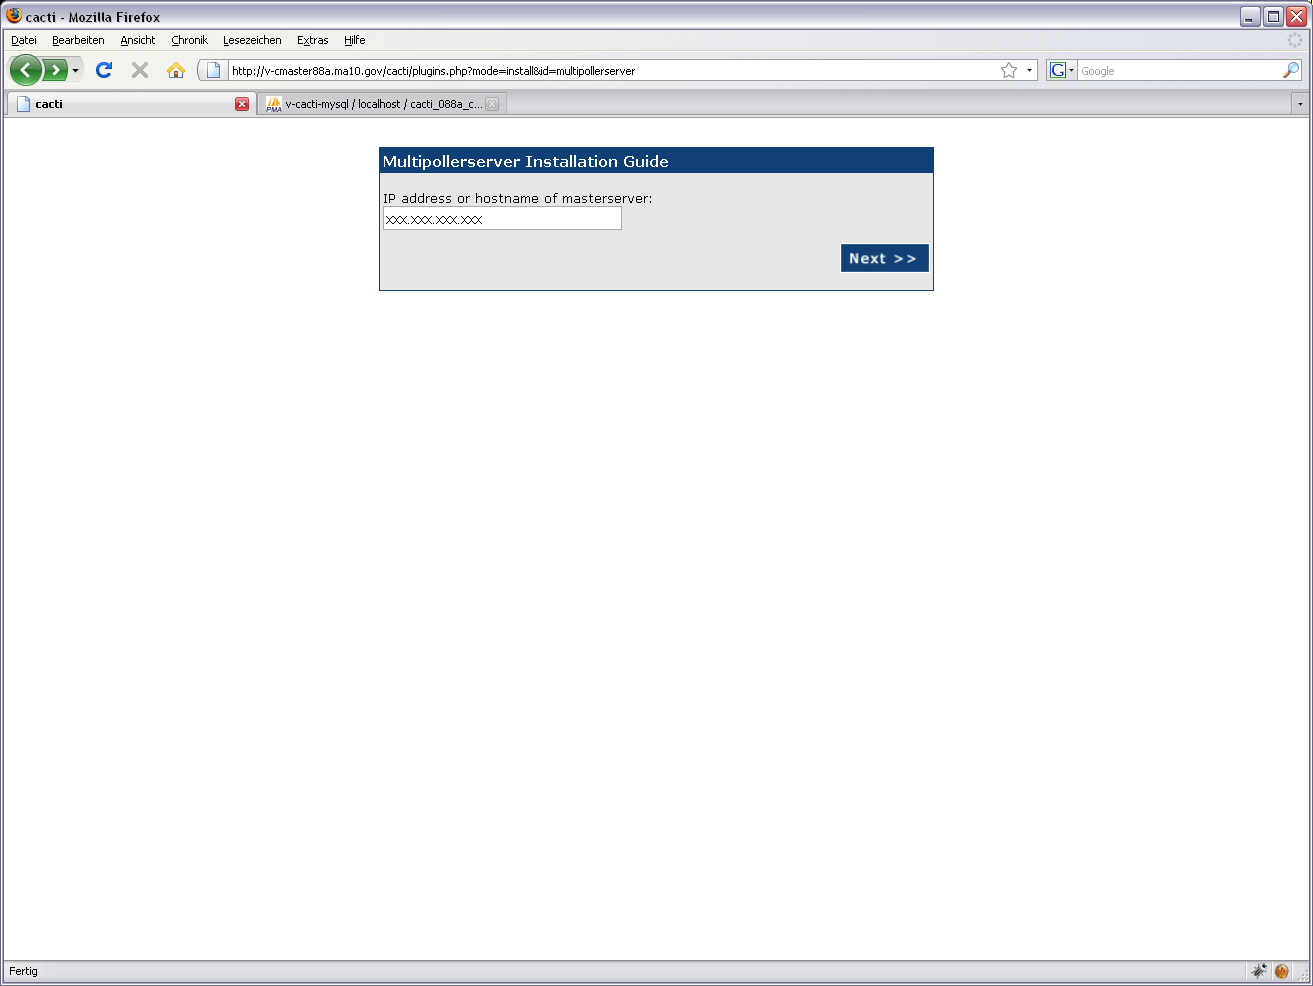 cacti - Mozilla Firefox
Datei Bearbeiten Ansicht Chronik Lesezeichen Extras Hilfe
http://v-cmaster88a.ma10.gov/cacti/plugins.php?mode=install&id=multipollerserver
G Google
cacti
PMA v-cacti-mysql / localhost / cacti_088a_c...
Multipollerserver Installation Guide
IP address or hostname of masterserver:
xxx.xxx.xxx.xxx
Next >>
Fertig